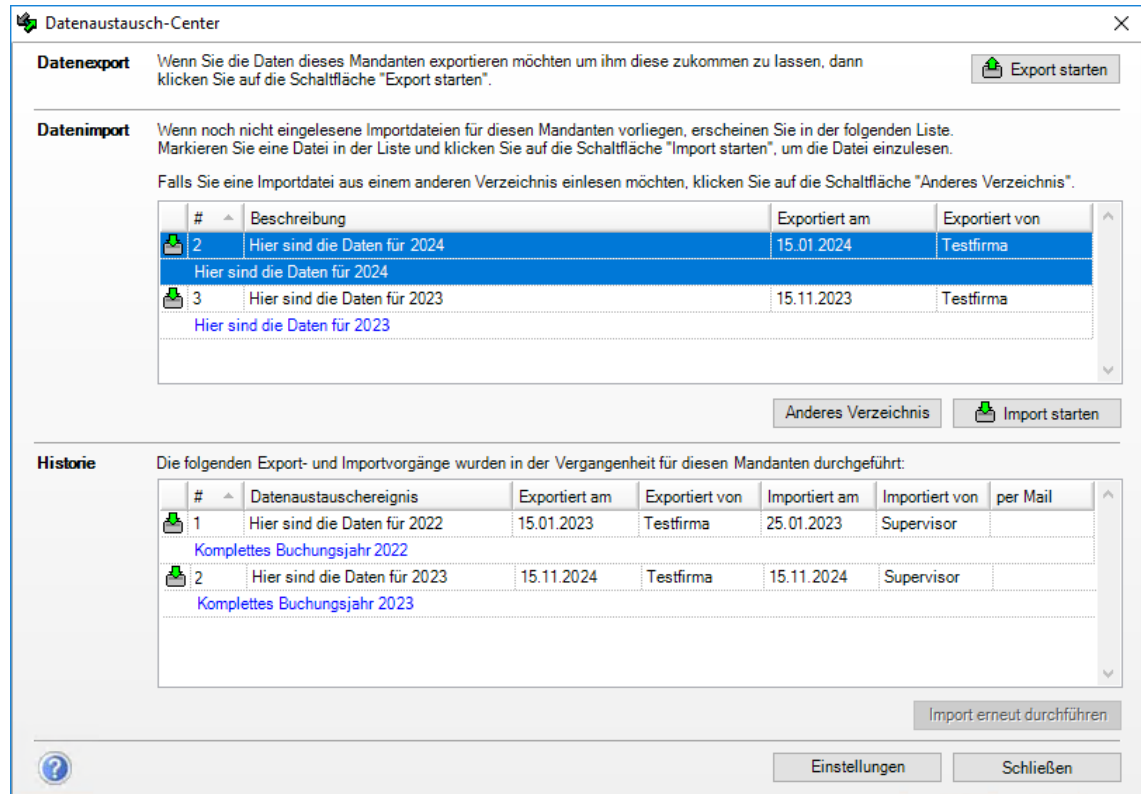 Datenaustausch-Center
Datenexport Wenn Sie die Daten dieses Mandanten exportieren möchten um ihm diese zukommen zu lassen, dann
klicken Sie auf die Schaltfläche "Export starten".
Export starten
Datenimport Wenn noch nicht eingelesene Importdateien für diesen Mandanten vorliegen, erscheinen Sie in der folgenden Liste.
Markieren Sie eine Datei in der Liste und klicken Sie auf die Schaltfläche "Import starten", um die Datei einzulesen.
Falls Sie eine Importdatei aus einem anderen Verzeichnis einlesen möchten, klicken Sie auf die Schaltfläche "Anderes Verzeichnis".
# Beschreibung Exportiert am Exportiert von
2 Hier sind die Daten für 2024 15.01.2024 Testfirma
Hier sind die Daten für 2024
3 Hier sind die Daten für 2023 15.11.2023 Testfirma
Hier sind die Daten für 2023
Anderes Verzeichnis Import starten
Historie Die folgenden Export- und Importvorgänge wurden in der Vergangenheit für diesen Mandanten durchgeführt:
# Datenaustauschereignis Exportiert am Exportiert von Importiert am Importiert von per Mail
1 Hier sind die Daten für 2022 15.01.2023 Testfirma 25.01.2023 Supervisor
Komplettes Buchungsjahr 2022
2 Hier sind die Daten für 2023 15.11.2024 Testfirma 15.11.2024 Supervisor
Komplettes Buchungsjahr 2023
Import erneut durchführen
Einstellungen Schließen